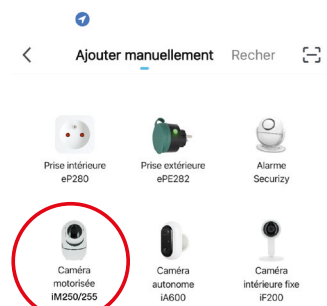 Ajouter manuellement Recher
Prise intérieure Prise extérieure Alarme
eP280 ePE282 Securizy
Caméra Caméra Caméra
motorisée autonome intérieure fixe
iM250/255 iA600 iF200